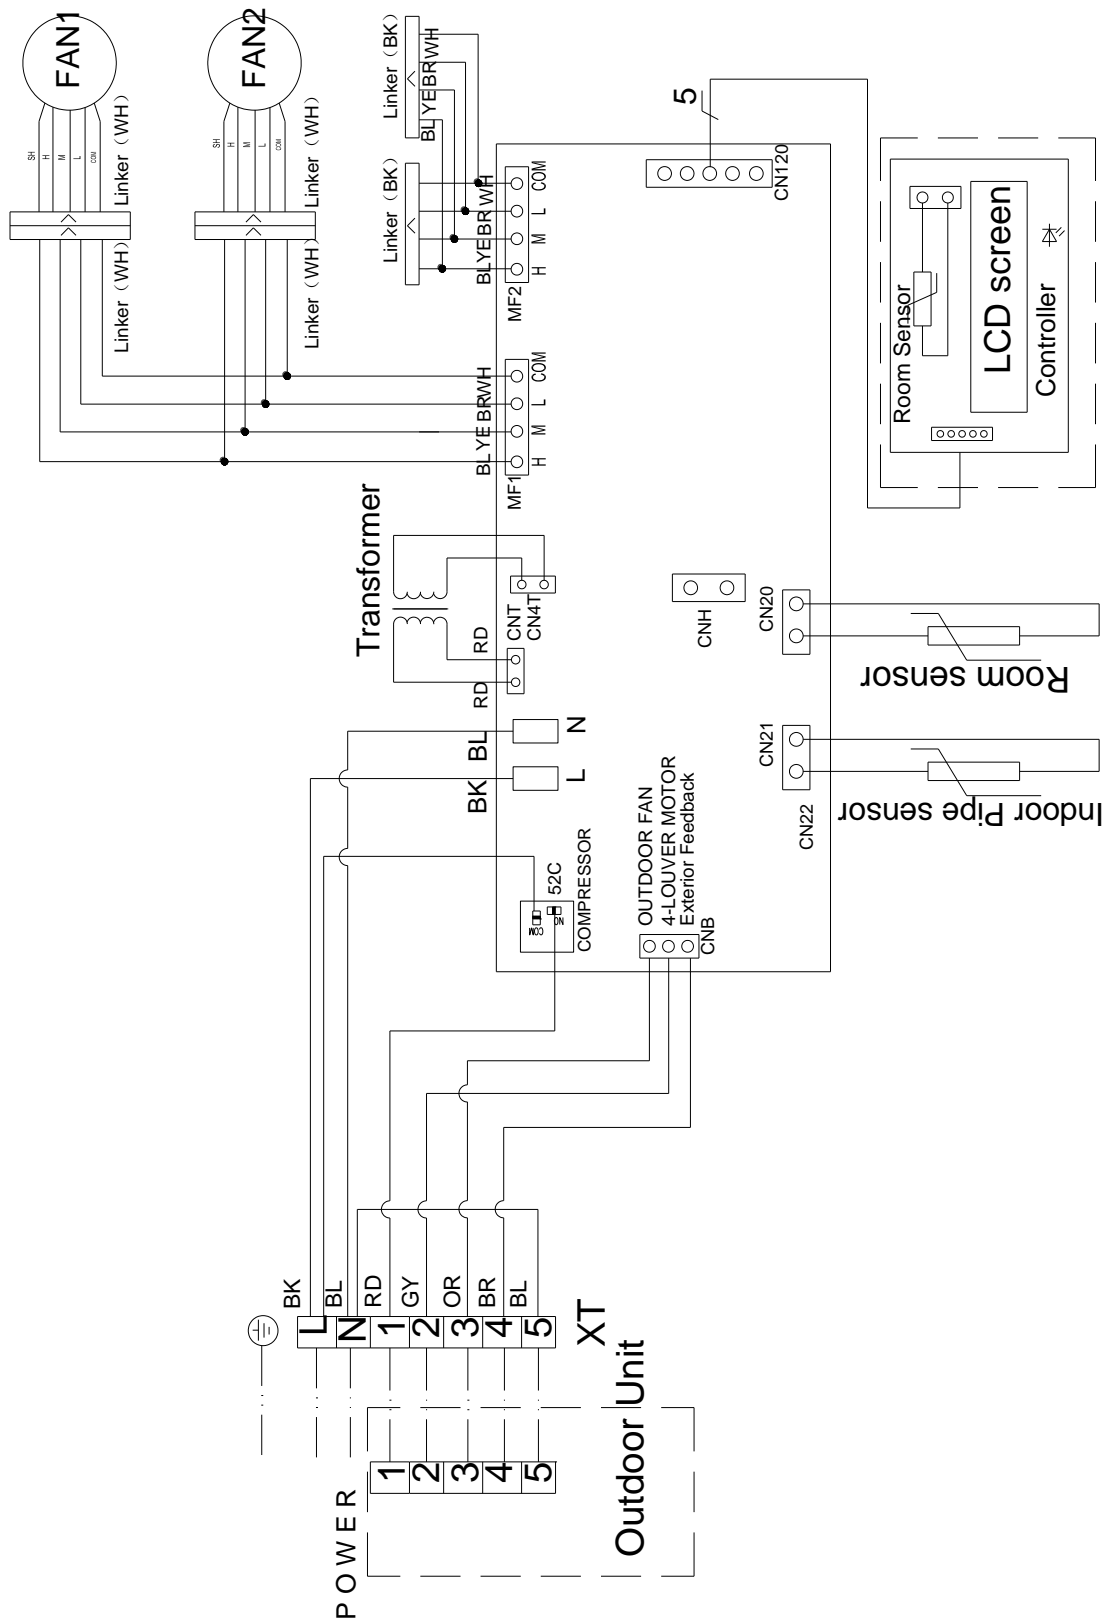 FAN1
SH
H
M
L
COM
Linker（WH）
Linker（WH）
FAN2
SH
H
M
L
COM
Linker（WH）
Linker（WH）
Linker（BK）
BL YE BR WH
Linker（BK）
BL YE BR WH
COM
L
M
H
MF2
BL YE BR WH
COM
L
M
H
MF1
5
CN120
Room Sensor
LCD screen
Controller
Transformer
RD
RD
CNT
CN4T
CNH
CN20
Room sensor
CN21
CN22
Indoor Pipe sensor
BL
N
BK
L
COM
NO
52C
COMPRESSOR
OUTDOOR FAN
4-LOUVER MOTOR
Exterior Feedback
CNB
BK
BL
RD
GY
OR
BR
BL
L
N
1
2
3
4
5
XT
POWER
1
2
3
4
5
Outdoor Unit